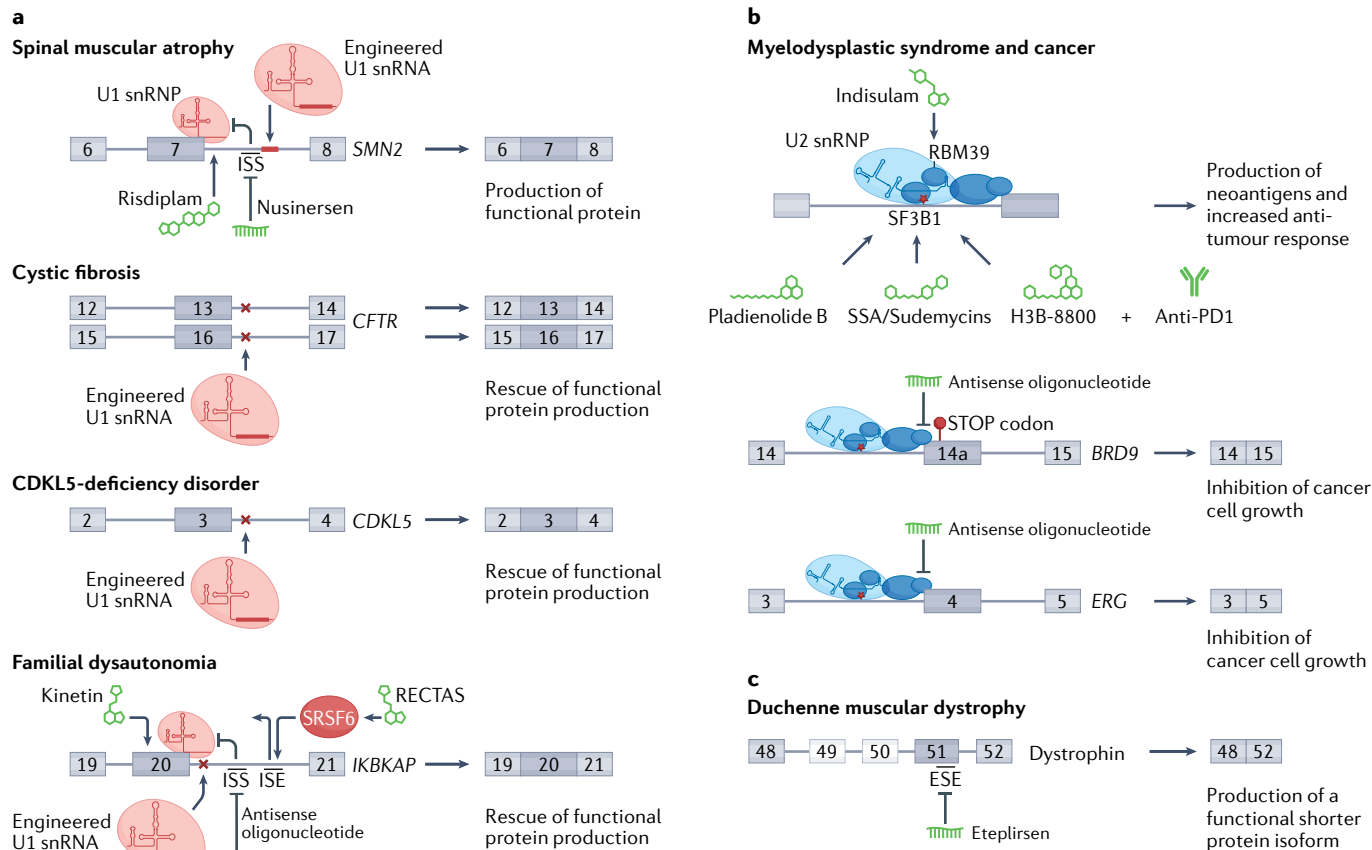 a
Spinal muscular atrophy
Engineered
U1 snRNA
U1 snRNP
6 7 8 SMN2 6 7 8
ISS
Risdiplam
Nusinersen
Production of
functional protein
Cystic fibrosis
12 13 14 12 13 14
CFTR
15 16 17 15 16 17
Engineered
U1 snRNA
Rescue of functional
protein production
CDKL5-deficiency disorder
2 3 4 CDKL5 2 3 4
Engineered
U1 snRNA
Rescue of functional
protein production
Familial dysautonomia
Kinetin
SRSF6
RECTAS
19 20 21 IKBKAP 19 20 21
ISS ISE
Engineered
U1 snRNA
Antisense
oligonucleotide
Rescue of functional
protein production
b
Myelodysplastic syndrome and cancer
Indisulam
U2 snRNP
RBM39
SF3B1
Production of
neoantigens and
increased anti-
tumour response
Pladienolide B SSA/Sudemycins H3B-8800 + Anti-PD1
Antisense oligonucleotide
STOP codon
14 14a 15 BRD9 14 15
Inhibition of cancer
cell growth
Antisense oligonucleotide
3 4 5 ERG 3 5
Inhibition of
cancer cell growth
c
Duchenne muscular dystrophy
48 49 50 51 52 Dystrophin 48 52
ESE
Eteplirsen
Production of a
functional shorter
protein isoform